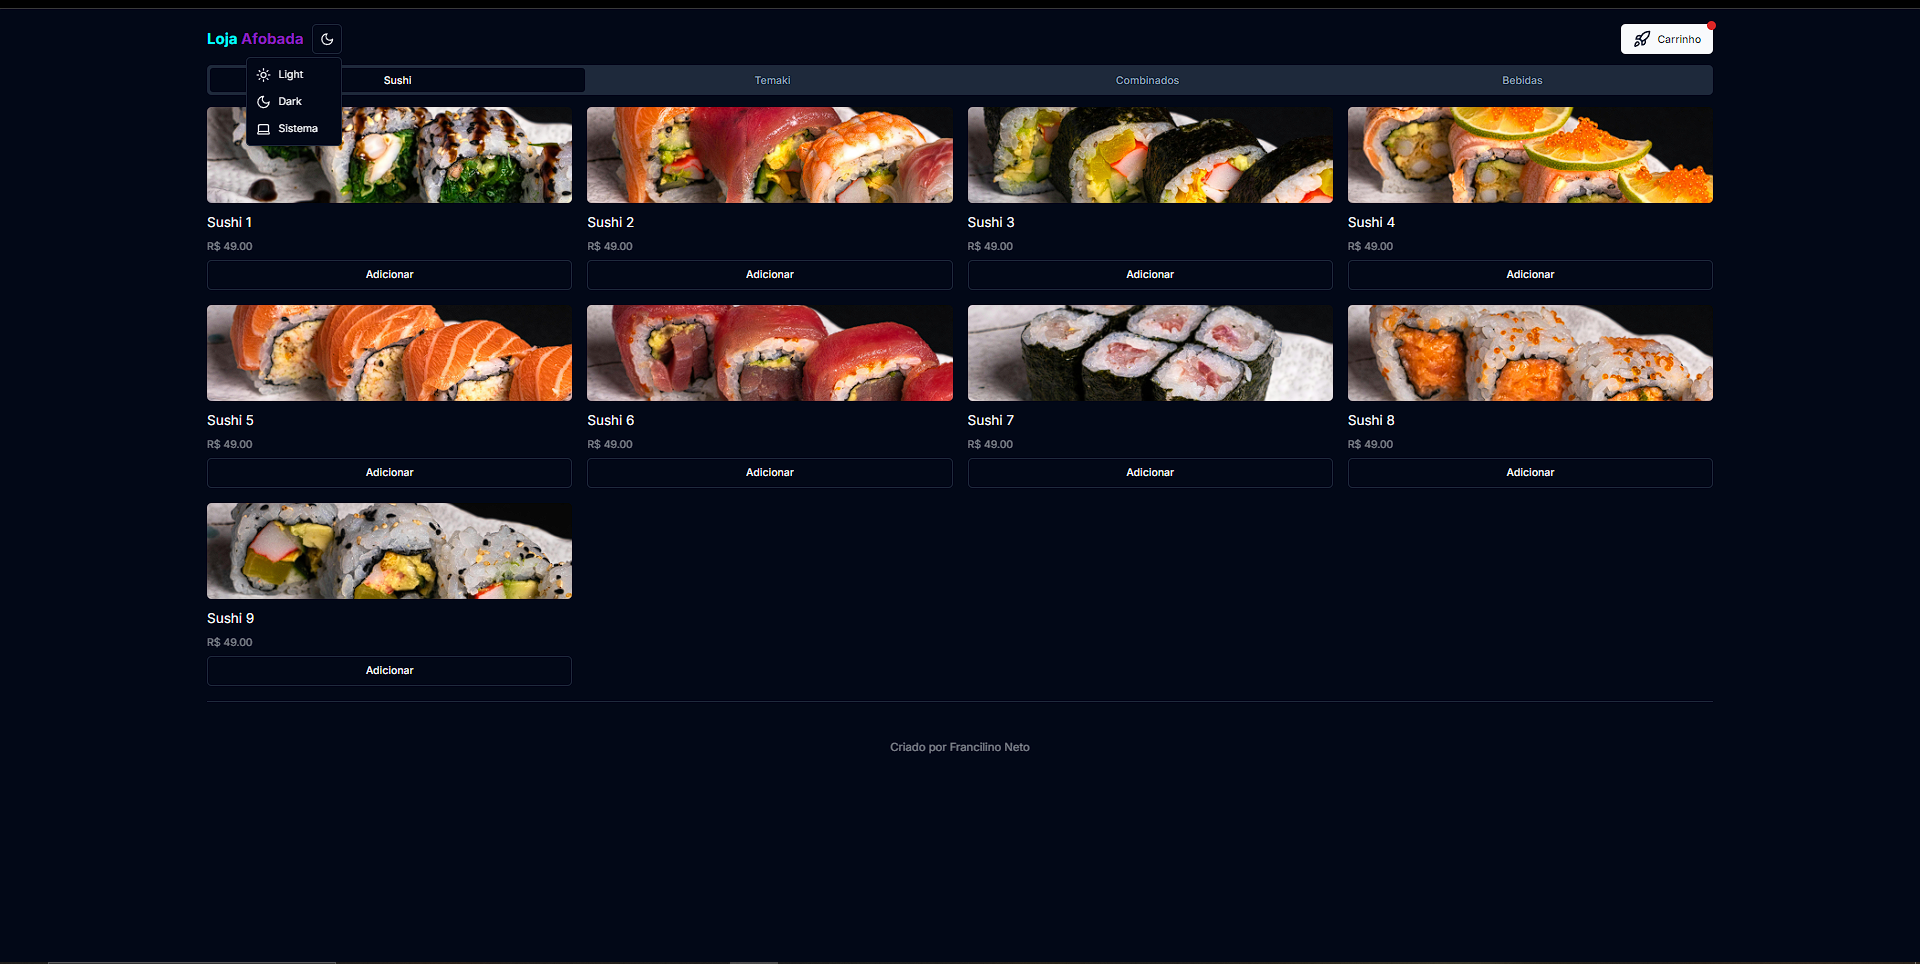 Loja Afobada
Carrinho
Light
Dark
Sistema
Sushi Temaki Combinados Bebidas
Sushi 1 Sushi 2 Sushi 3 Sushi 4
R$ 49.00 R$ 49.00 R$ 49.00 R$ 49.00
Adicionar Adicionar Adicionar Adicionar
Sushi 5 Sushi 6 Sushi 7 Sushi 8
R$ 49.00 R$ 49.00 R$ 49.00 R$ 49.00
Adicionar Adicionar Adicionar Adicionar
Sushi 9
R$ 49.00
Adicionar
Criado por Francilino Neto